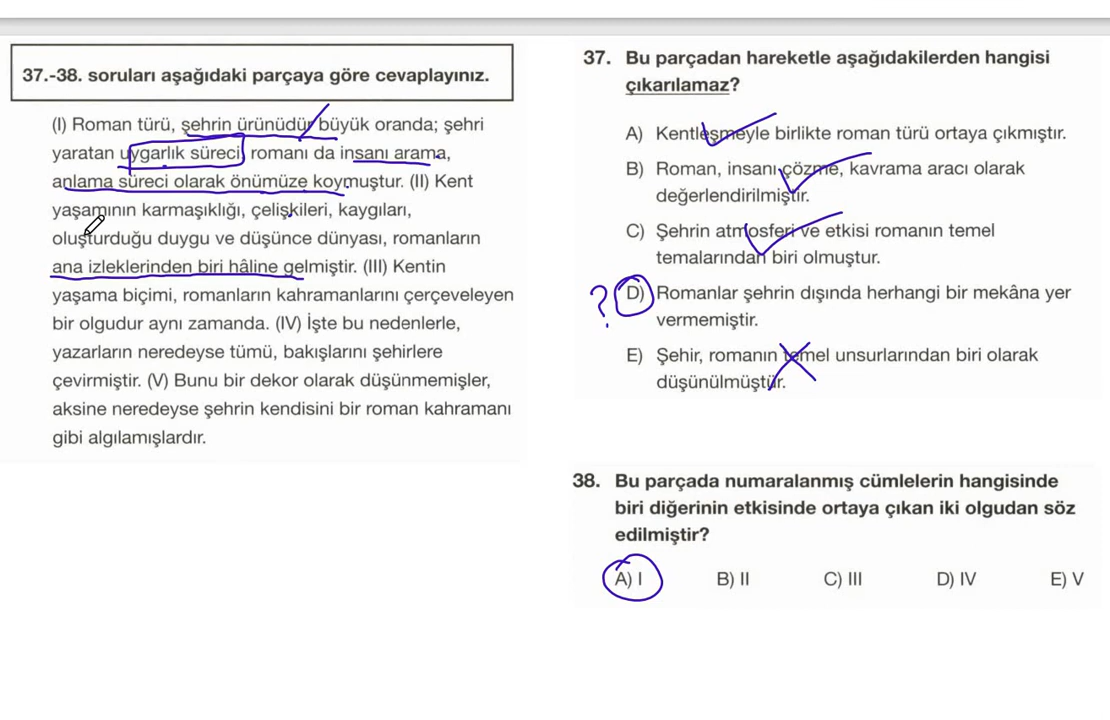 37.-38. soruları aşağıdaki parçaya göre cevaplayınız.
(I) Roman türü, şehrin ürünüdür büyük oranda; şehri
yaratan uygarlık süreci, romanı da insanı arama,
anlama süreci olarak önümüze koymuştur. (II) Kent
yaşamının karmaşıklığı, çelişkileri, kaygıları,
oluşturduğu duygu ve düşünce dünyası, romanların
ana izleklerinden biri hâline gelmiştir. (III) Kentin
yaşama biçimi, romanların kahramanlarını çerçeveleyen
bir olgudur aynı zamanda. (IV) İşte bu nedenlerle,
yazarların neredeyse tümü, bakışlarını şehirlere
çevirmiştir. (V) Bunu bir dekor olarak düşünmemişler,
aksine neredeyse şehrin kendisini bir roman kahramanı
gibi algılamışlardır.
37. Bu parçadan hareketle aşağıdakilerden hangisi
çıkarılamaz?
A) Kentleşmeyle birlikte roman türü ortaya çıkmıştır.
B) Roman, insanı çözme, kavrama aracı olarak
değerlendirilmiştir.
C) Şehrin atmosferi ve etkisi romanın temel
temalarından biri olmuştur.
? D) Romanlar şehrin dışında herhangi bir mekâna yer
vermemiştir.
E) Şehir, romanın temel unsurlarından biri olarak
düşünülmüştür.
38. Bu parçada numaralanmış cümlelerin hangisinde
biri diğerinin etkisinde ortaya çıkan iki olgudan söz
edilmiştir?
A) I B) II C) III D) IV E) V